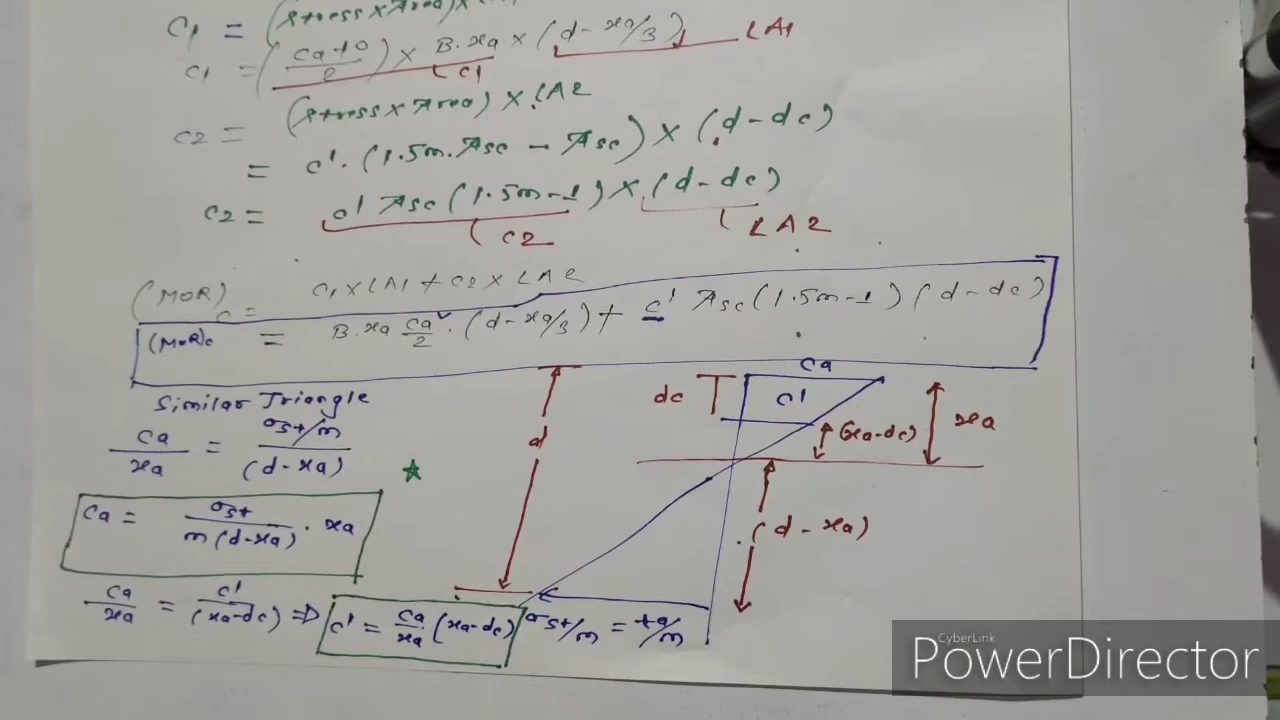 C1 = (Stress x Area) x
C1 = (Ca+0/2) x B.xa x (d - xa/3) LA1
C1
(Stress x Area) x LA2
C2 =
= C'. (1.5m.Asc - Asc) x (d - dc)
C2 = C' Asc (1.5m-1) x (d - dc)
C2 LA2
(MOR)c = C1 x LA1 + C2 x LA2
(MOR)c = B.xa Ca/2 . (d - xa/3) + C' Asc (1.5m-1) (d - dc)
Similar Triangle
Ca/xa = σst/m/(d-xa)
Ca = σst/m(d-xa) . xa
Ca/xa = C'/(xa-dc) => C' = Ca/xa (xa-dc)
Ca
dc
C'
(xa-dc)
xa
d
(d - xa)
σst/m = ta/m
CyberLink
PowerDirector